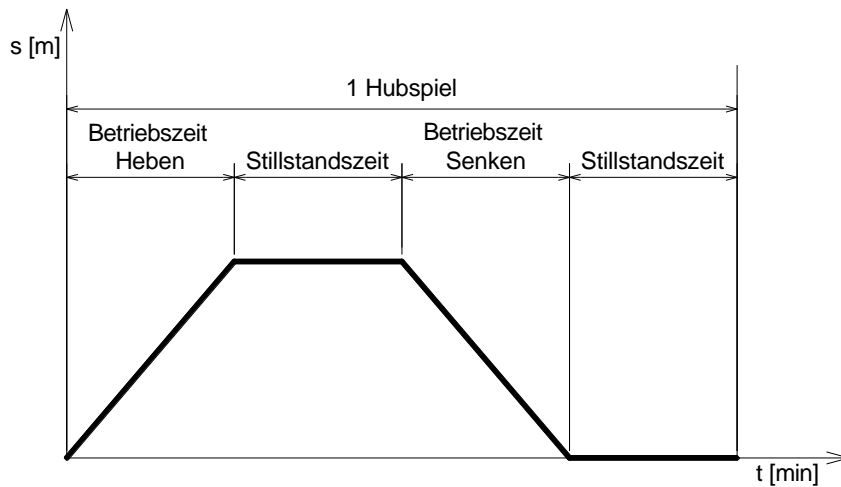 s [m]
1 Hubspiel
Betriebszeit
Heben
Stillstandszeit
Betriebszeit
Senken
Stillstandszeit
t [min]